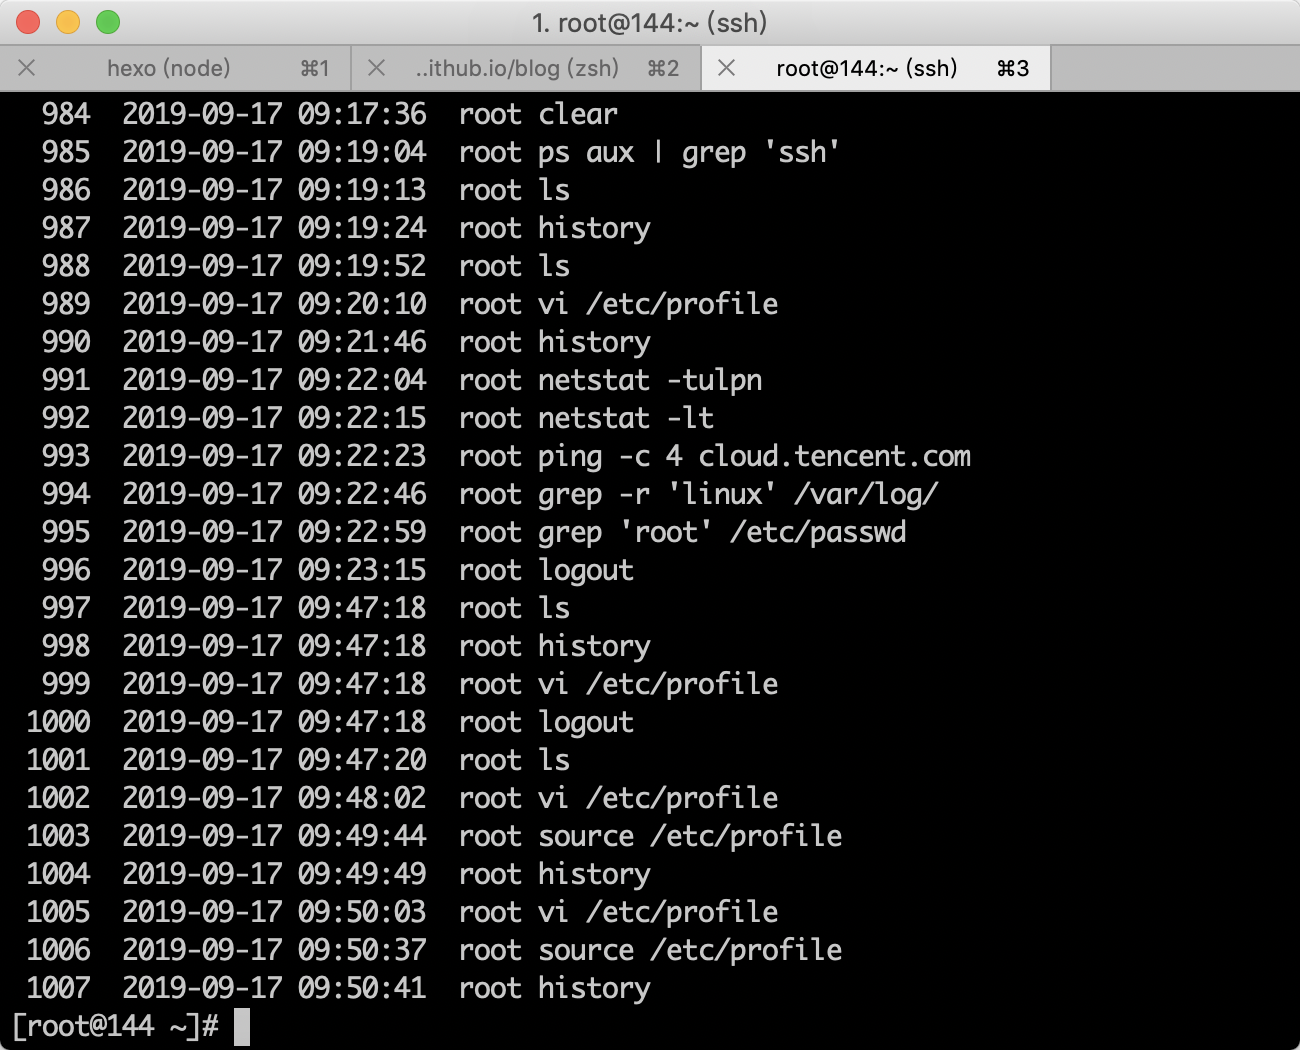 1. root@144:~ (ssh)
hexo (node) ⌘1 ..ithub.io/blog (zsh) ⌘2 root@144:~ (ssh) ⌘3
984 2019-09-17 09:17:36 root clear
985 2019-09-17 09:19:04 root ps aux | grep 'ssh'
986 2019-09-17 09:19:13 root ls
987 2019-09-17 09:19:24 root history
988 2019-09-17 09:19:52 root ls
989 2019-09-17 09:20:10 root vi /etc/profile
990 2019-09-17 09:21:46 root history
991 2019-09-17 09:22:04 root netstat -tulpn
992 2019-09-17 09:22:15 root netstat -lt
993 2019-09-17 09:22:23 root ping -c 4 cloud.tencent.com
994 2019-09-17 09:22:46 root grep -r 'linux' /var/log/
995 2019-09-17 09:22:59 root grep 'root' /etc/passwd
996 2019-09-17 09:23:15 root logout
997 2019-09-17 09:47:18 root ls
998 2019-09-17 09:47:18 root history
999 2019-09-17 09:47:18 root vi /etc/profile
1000 2019-09-17 09:47:18 root logout
1001 2019-09-17 09:47:20 root ls
1002 2019-09-17 09:48:02 root vi /etc/profile
1003 2019-09-17 09:49:44 root source /etc/profile
1004 2019-09-17 09:49:49 root history
1005 2019-09-17 09:50:03 root vi /etc/profile
1006 2019-09-17 09:50:37 root source /etc/profile
1007 2019-09-17 09:50:41 root history
[root@144 ~]#